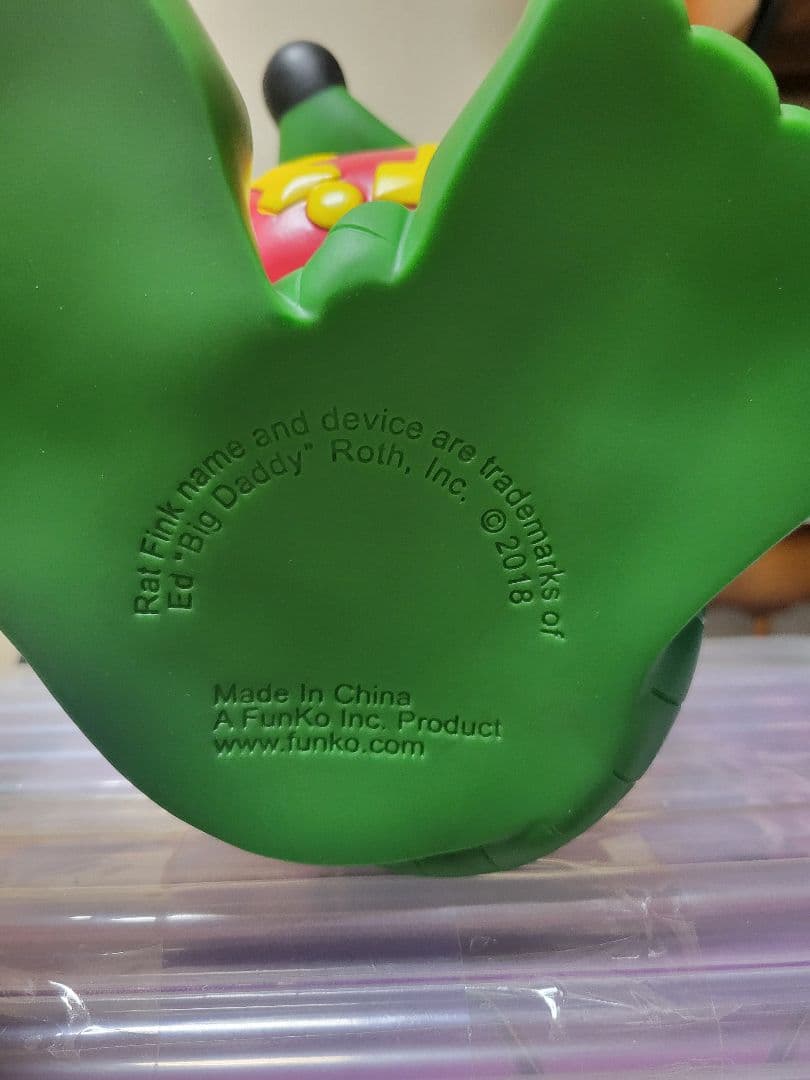 Rat Fink name and device are trademarks of
Ed "Big Daddy" Roth, Inc. © 2018
Made In China
A FunKo Inc. Product
www.funko.com